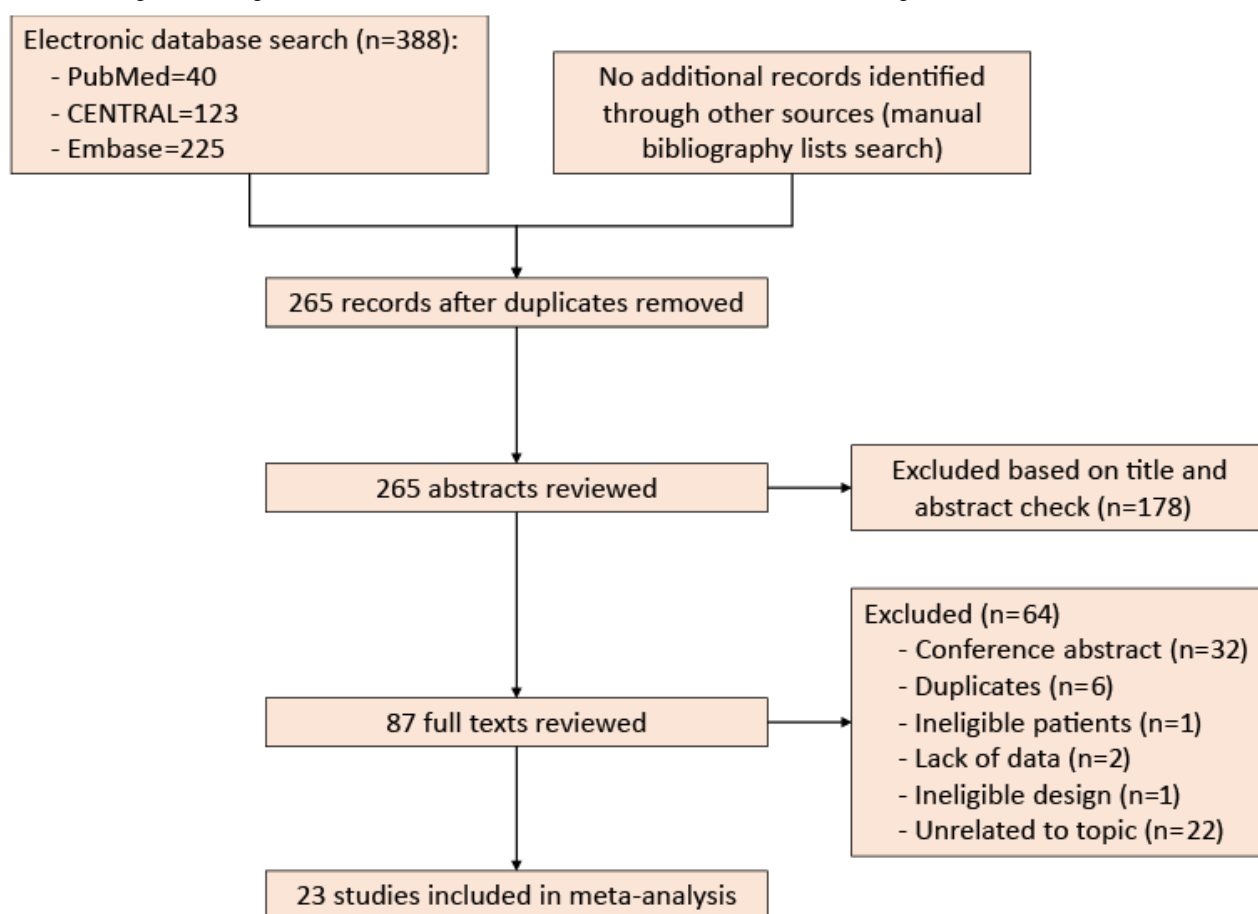 Electronic database search (n=388):
- PubMed=40
- CENTRAL=123
- Embase=225
No additional records identified
through other sources (manual
bibliography lists search)
265 records after duplicates removed
265 abstracts reviewed
Excluded based on title and
abstract check (n=178)
87 full texts reviewed
Excluded (n=64)
- Conference abstract (n=32)
- Duplicates (n=6)
- Ineligible patients (n=1)
- Lack of data (n=2)
- Ineligible design (n=1)
- Unrelated to topic (n=22)
23 studies included in meta-analysis